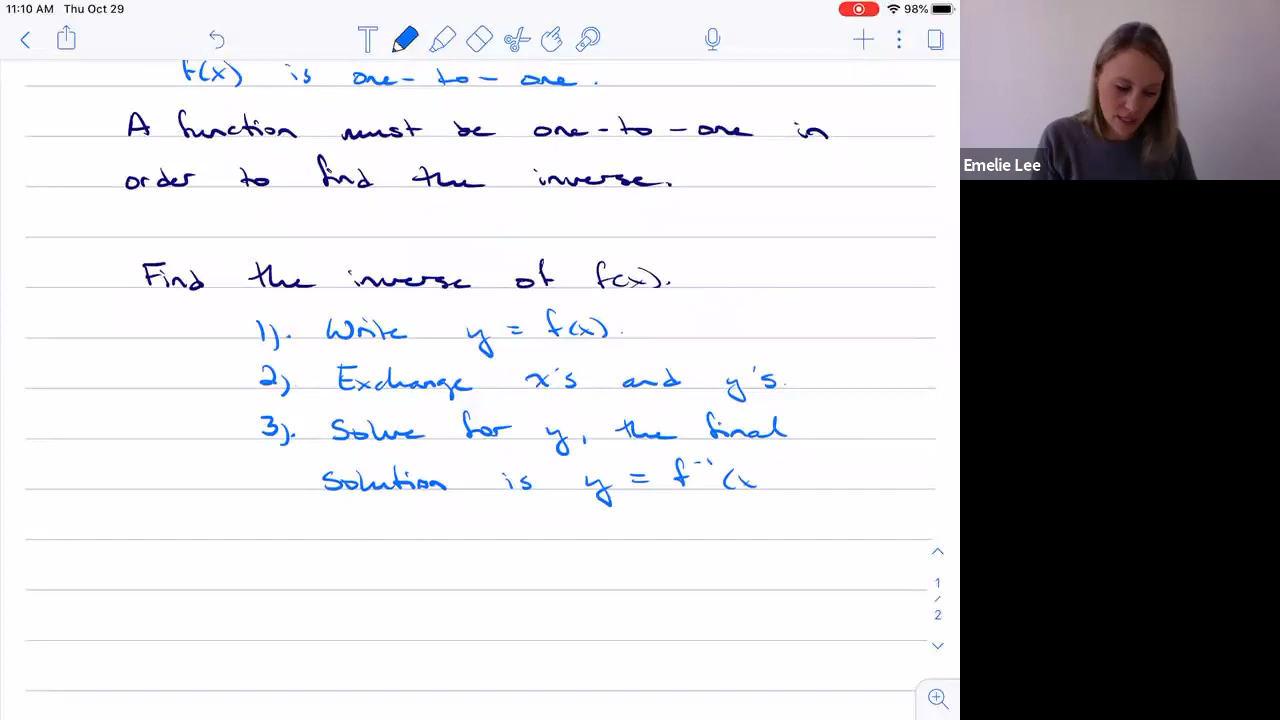 11:10 AM Thu Oct 29
98%
f(x) is one-to-one.
A function must be one-to-one in
order to find the inverse.
Emelie Lee
Find the inverse of f(x).
1). Write y = f(x).
2) Exchange x's and y's.
3). Solve for y, the final
solution is y = f⁻¹(x
1
/
2